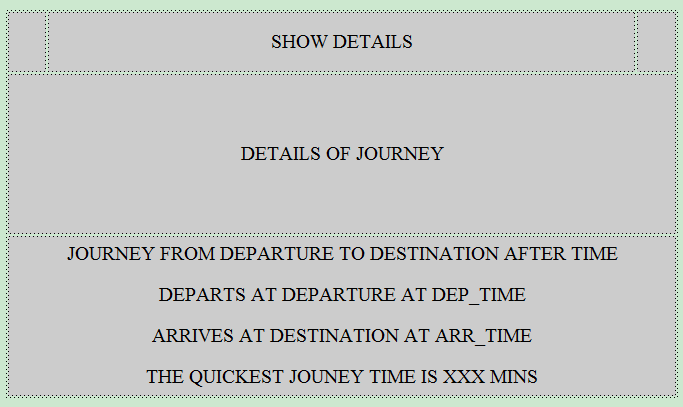 SHOW DETAILS
DETAILS OF JOURNEY
JOURNEY FROM DEPARTURE TO DESTINATION AFTER TIME
DEPARTS AT DEPARTURE AT DEP_TIME
ARRIVES AT DESTINATION AT ARR_TIME
THE QUICKEST JOUNEY TIME IS XXX MINS